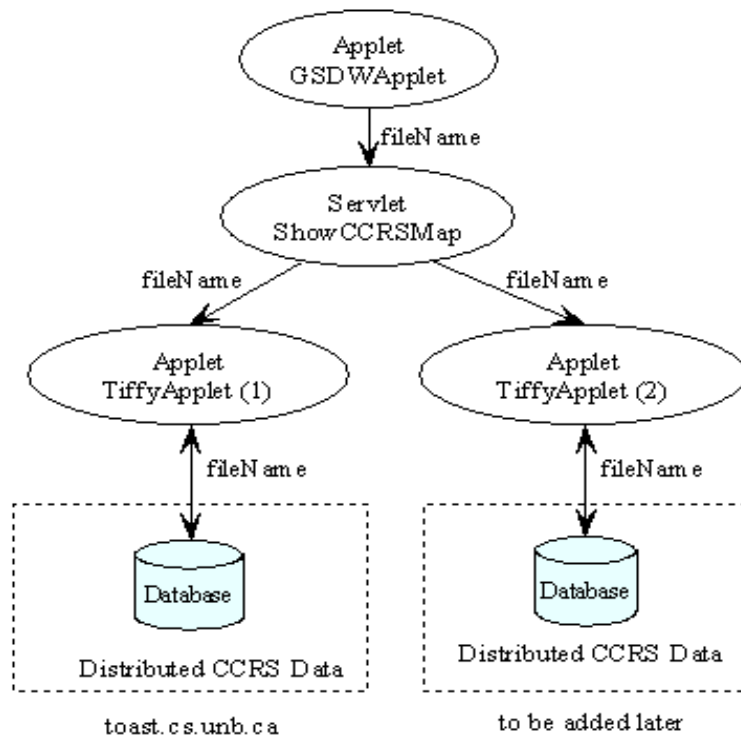 Applet
GSDWApplet
fileName
Servlet
ShowCCRSMap
fileName
fileName
Applet
TiffyApplet (1)
Applet
TiffyApplet (2)
fileName
fileName
Database
Database
Distributed CCRS Data
Distributed CCRS Data
toast.cs.unb.ca
to be added later